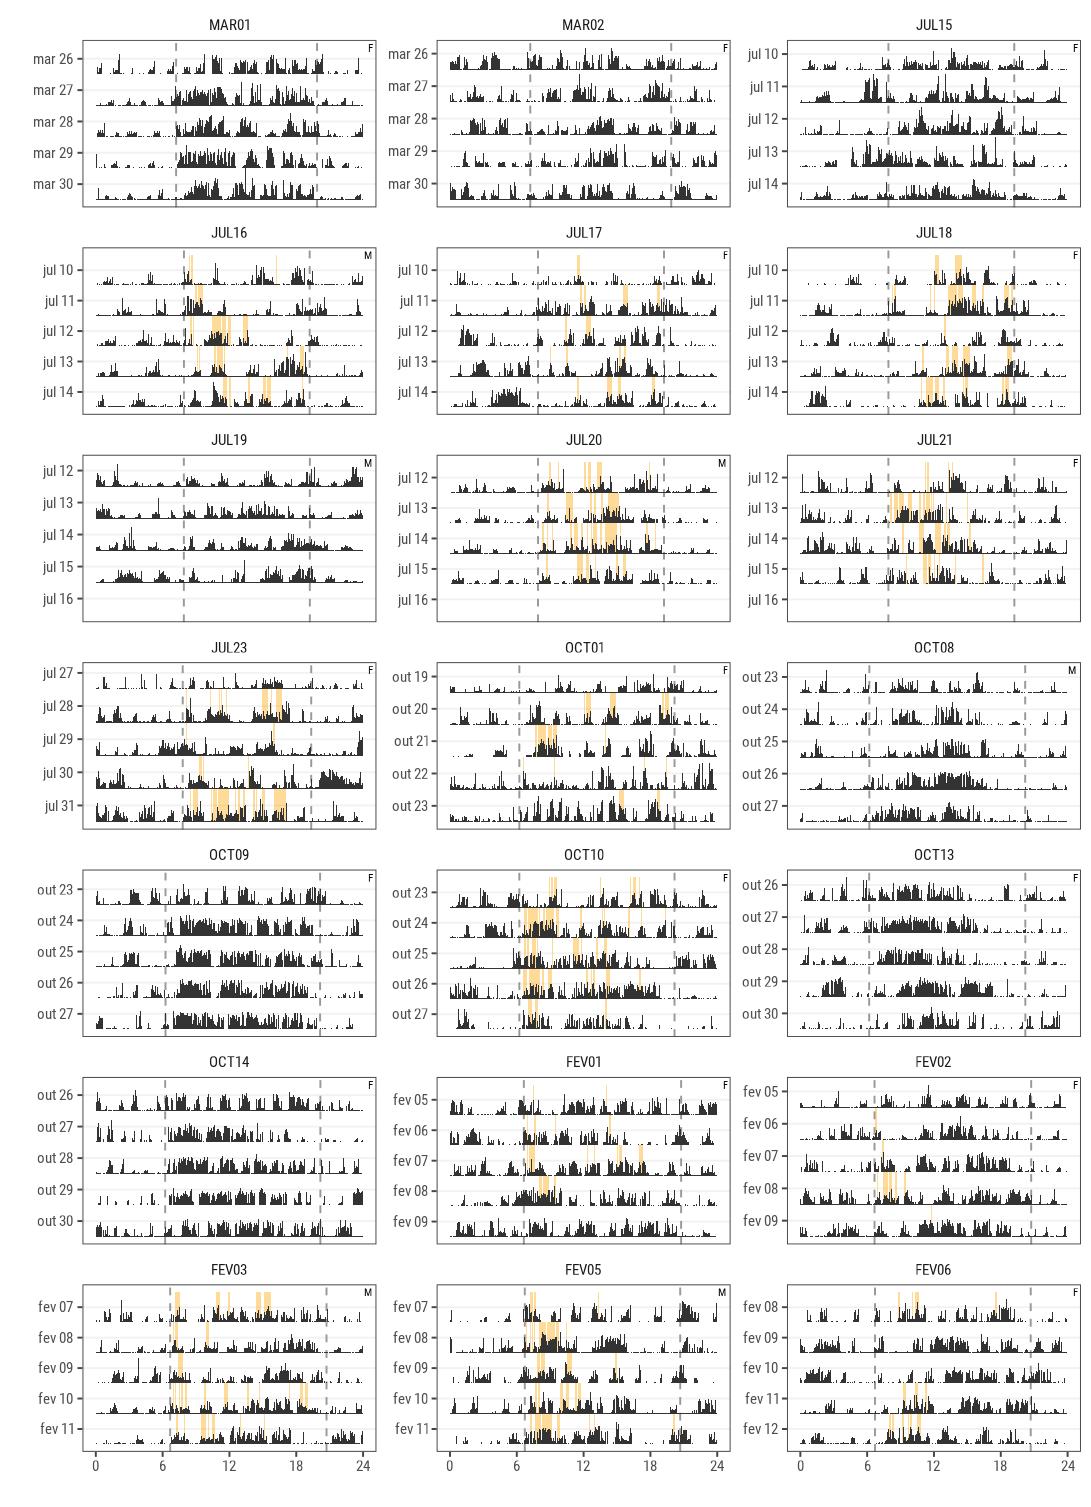 MAR01 MAR02 JUL15
F F F
mar 26 mar 26 jul 10
mar 27 mar 27 jul 11
mar 28 mar 28 jul 12
mar 29 mar 29 jul 13
mar 30 mar 30 jul 14
JUL16 JUL17 JUL18
M F F
jul 10 jul 10 jul 10
jul 11 jul 11 jul 11
jul 12 jul 12 jul 12
jul 13 jul 13 jul 13
jul 14 jul 14 jul 14
JUL19 JUL20 JUL21
M M F
jul 12 jul 12 jul 12
jul 13 jul 13 jul 13
jul 14 jul 14 jul 14
jul 15 jul 15 jul 15
jul 16 jul 16 jul 16
JUL23 OCT01 OCT08
F F M
jul 27 out 19 out 23
jul 28 out 20 out 24
jul 29 out 21 out 25
jul 30 out 22 out 26
jul 31 out 23 out 27
OCT09 OCT10 OCT13
F F F
out 23 out 23 out 26
out 24 out 24 out 27
out 25 out 25 out 28
out 26 out 26 out 29
out 27 out 27 out 30
OCT14 FEV01 FEV02
F F F
out 26 fev 05 fev 05
out 27 fev 06 fev 06
out 28 fev 07 fev 07
out 29 fev 08 fev 08
out 30 fev 09 fev 09
FEV03 FEV05 FEV06
M M F
fev 07 fev 07 fev 08
fev 08 fev 08 fev 09
fev 09 fev 09 fev 10
fev 10 fev 10 fev 11
fev 11 fev 11 fev 12
0 6 12 18 24 0 6 12 18 24 0 6 12 18 24